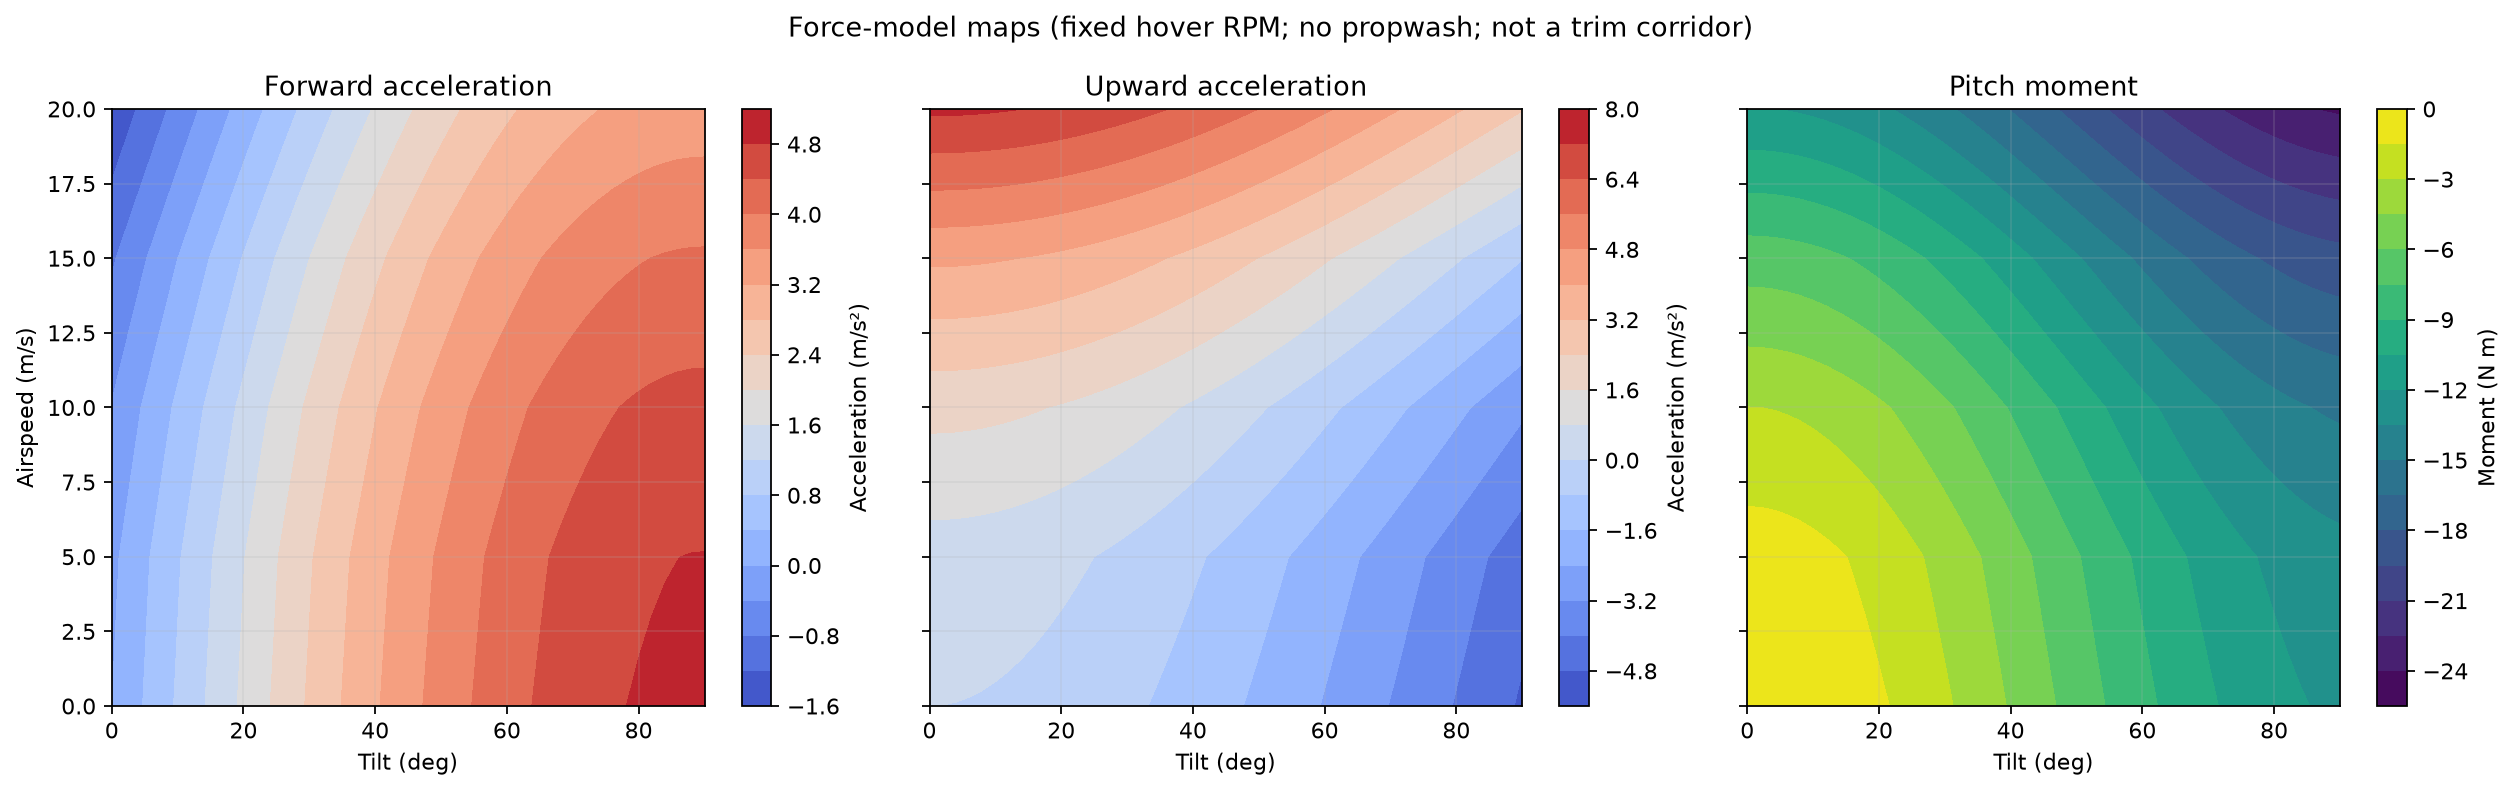 Force-model maps (fixed hover RPM; no propwash; not a trim corridor)
Forward acceleration
Upward acceleration
Pitch moment
20.0
17.5
15.0
12.5
10.0
7.5
5.0
2.5
0.0
Airspeed (m/s)
0 20 40 60 80
Tilt (deg)
4.8
4.0
3.2
2.4
1.6
0.8
0.0
−0.8
−1.6
Acceleration (m/s²)
0 20 40 60 80
Tilt (deg)
8.0
6.4
4.8
3.2
1.6
0.0
−1.6
−3.2
−4.8
Acceleration (m/s²)
0 20 40 60 80
Tilt (deg)
0
−3
−6
−9
−12
−15
−18
−21
−24
Moment (N m)